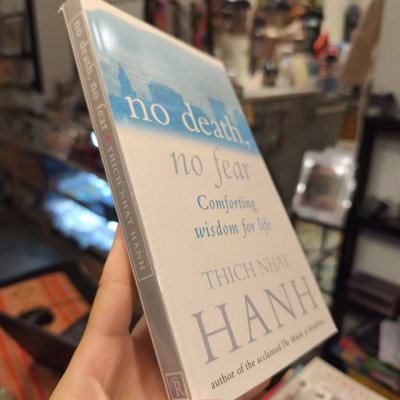 no death,
no fear
Comforting
wisdom for life
THICH NHAT
HANH
author of the acclaimed The Miracle of Mindfulness
no death, no fear • THICH NHAT HANH
R